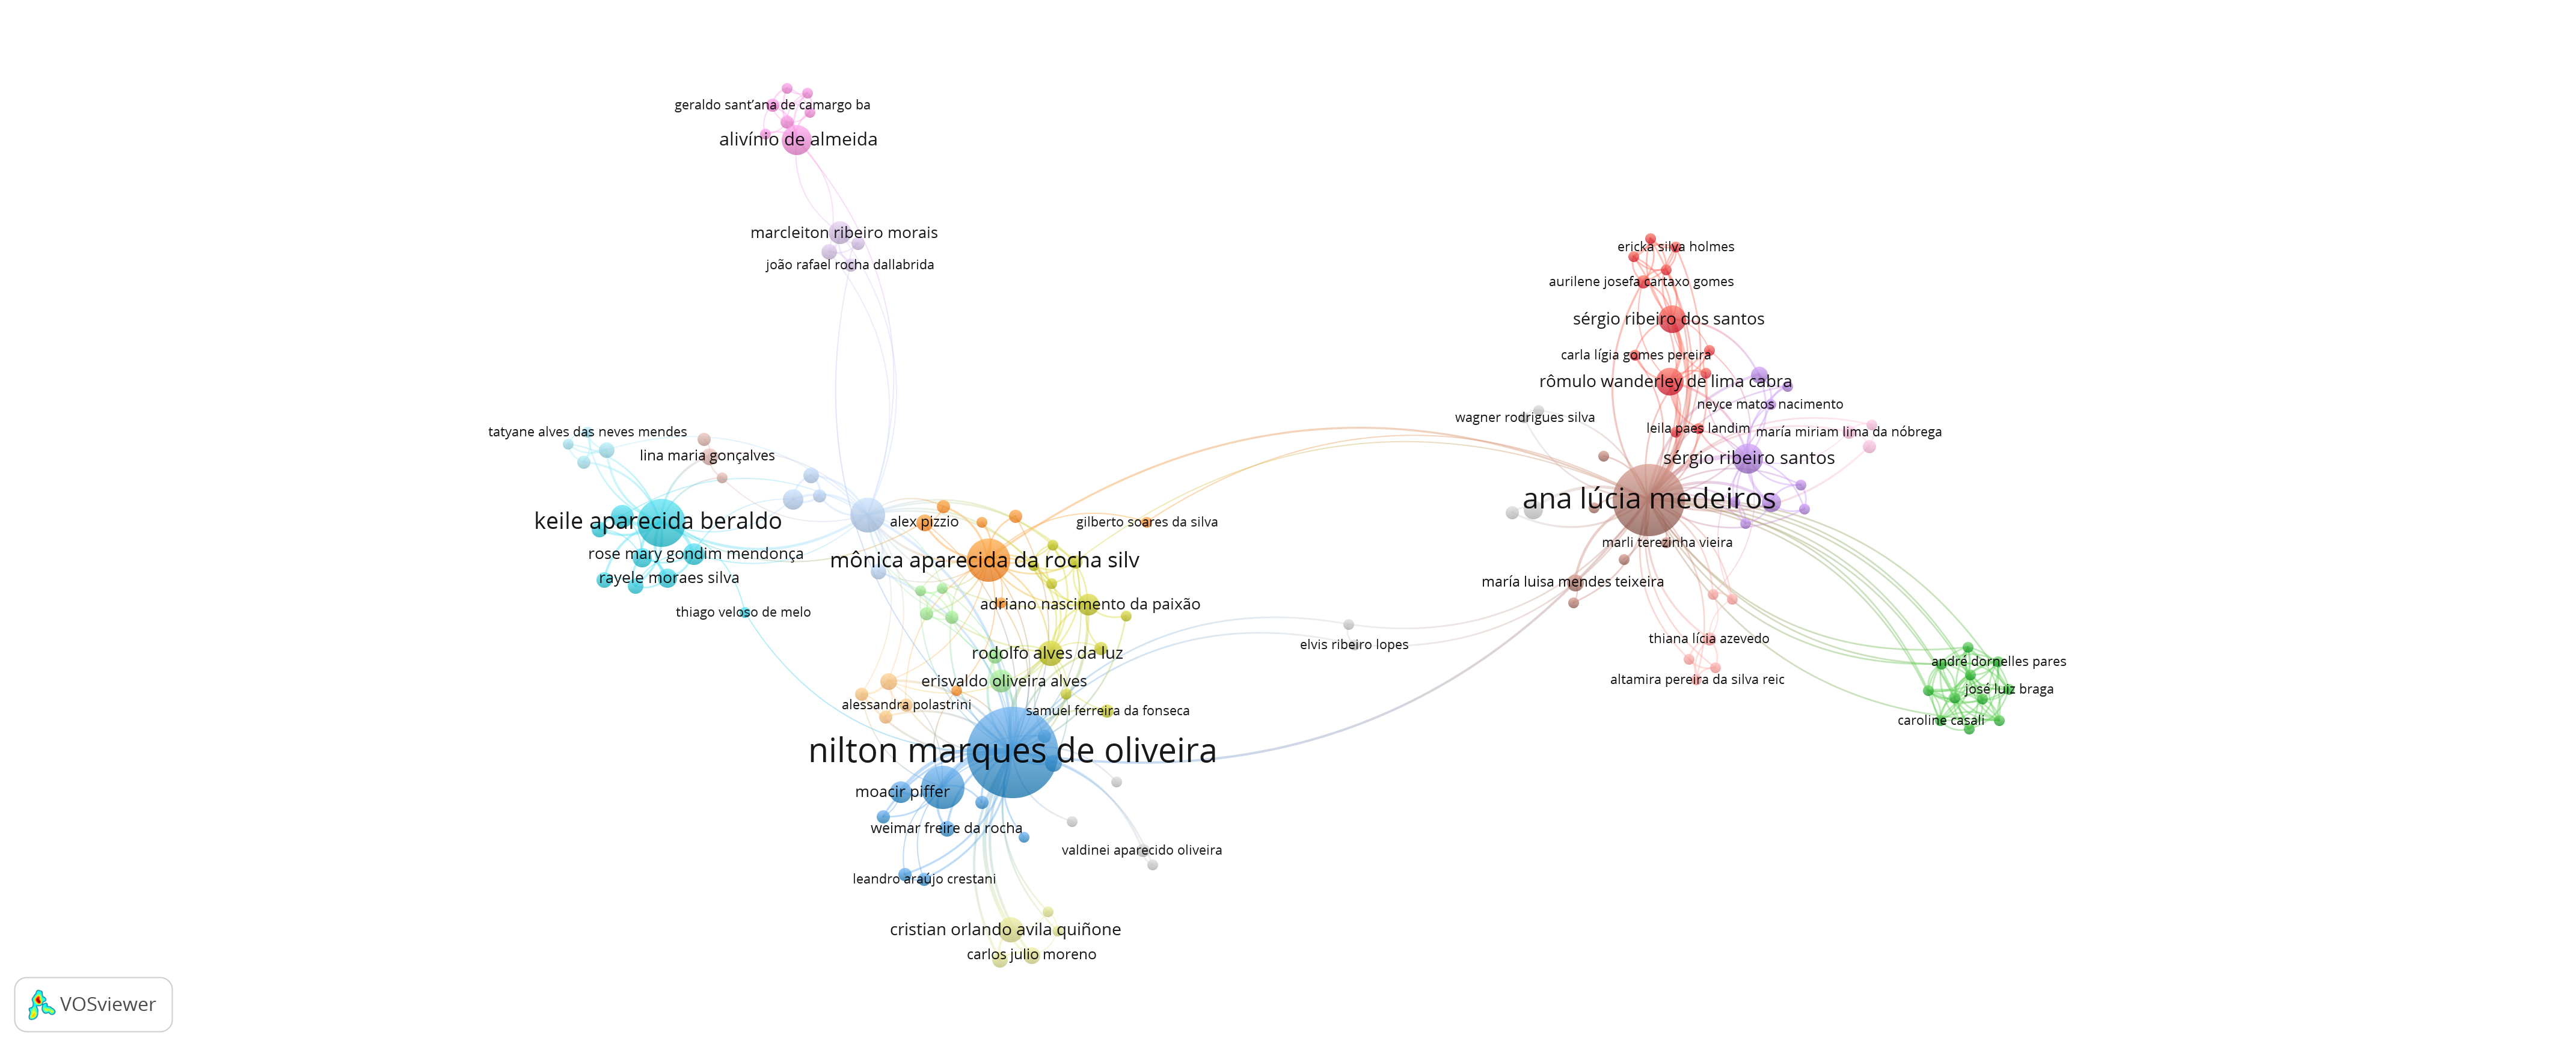 geraldo sant'ana de camargo ba
alivínio de almeida
marcleiton ribeiro morais
joão rafael rocha dallabrida
tatyane alves das neves mendes
lina maria gonçalves
keile aparecida beraldo
rose mary gondim mendonça
rayele moraes silva
thiago veloso de melo
alex pizzio
gilberto soares da silva
mônica aparecida da rocha silv
adriano nascimento da paixão
rodolfo alves da luz
erisvaldo oliveira alves
alessandra polastrini
samuel ferreira da fonseca
nilton marques de oliveira
moacir piffer
weimar freire da rocha
valdinei aparecido oliveira
leandro araújo crestani
cristian orlando avila quiñone
carlos julio moreno
elvis ribeiro lopes
ericka silva holmes
aurilene josefa cartaxo gomes
sérgio ribeiro dos santos
carla lígia gomes pereira
rômulo wanderley de lima cabra
neyce matos nacimento
wagner rodrigues silva
leila paes landim
maría miriam lima da nóbrega
sérgio ribeiro santos
ana lúcia medeiros
marli terezinha vieira
maría luisa mendes teixeira
thiana lícia azevedo
altamira pereira da silva reic
andré dornelles pares
josé luiz braga
caroline casali
VOSviewer